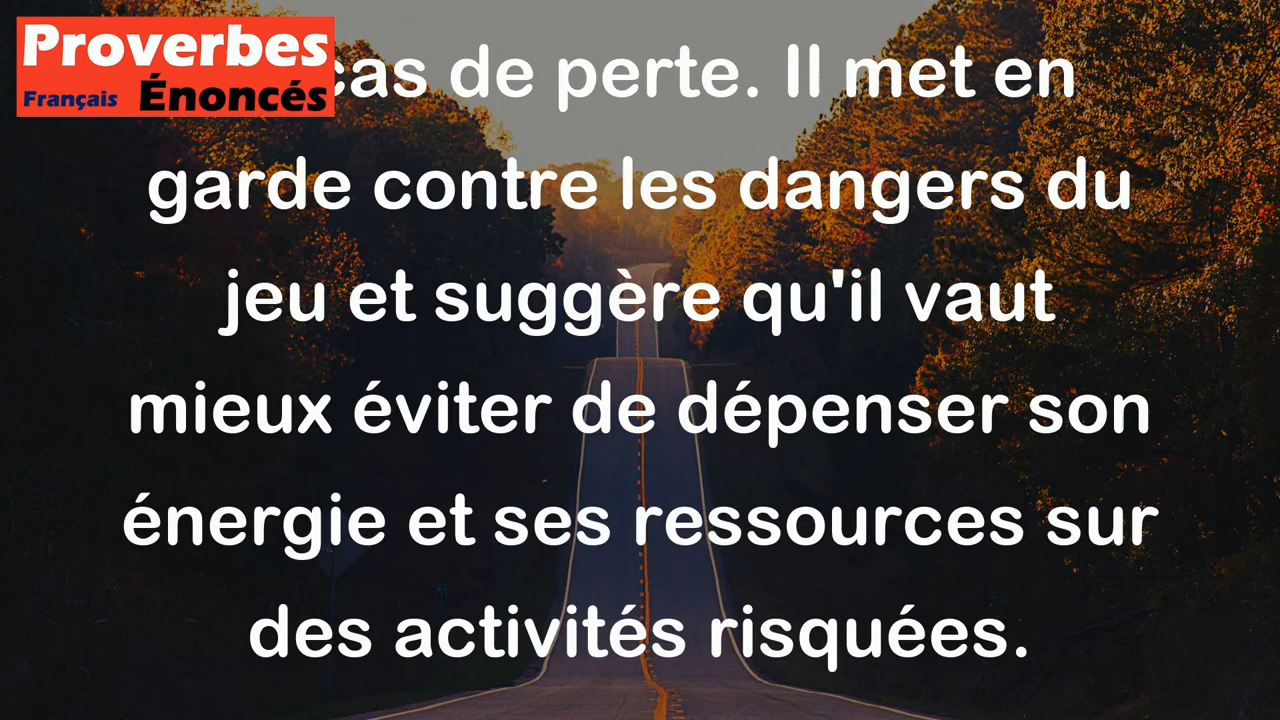 Proverbes
Français Énoncés
cas de perte. Il met en
garde contre les dangers du
jeu et suggère qu'il vaut
mieux éviter de dépenser son
énergie et ses ressources sur
des activités risquées.